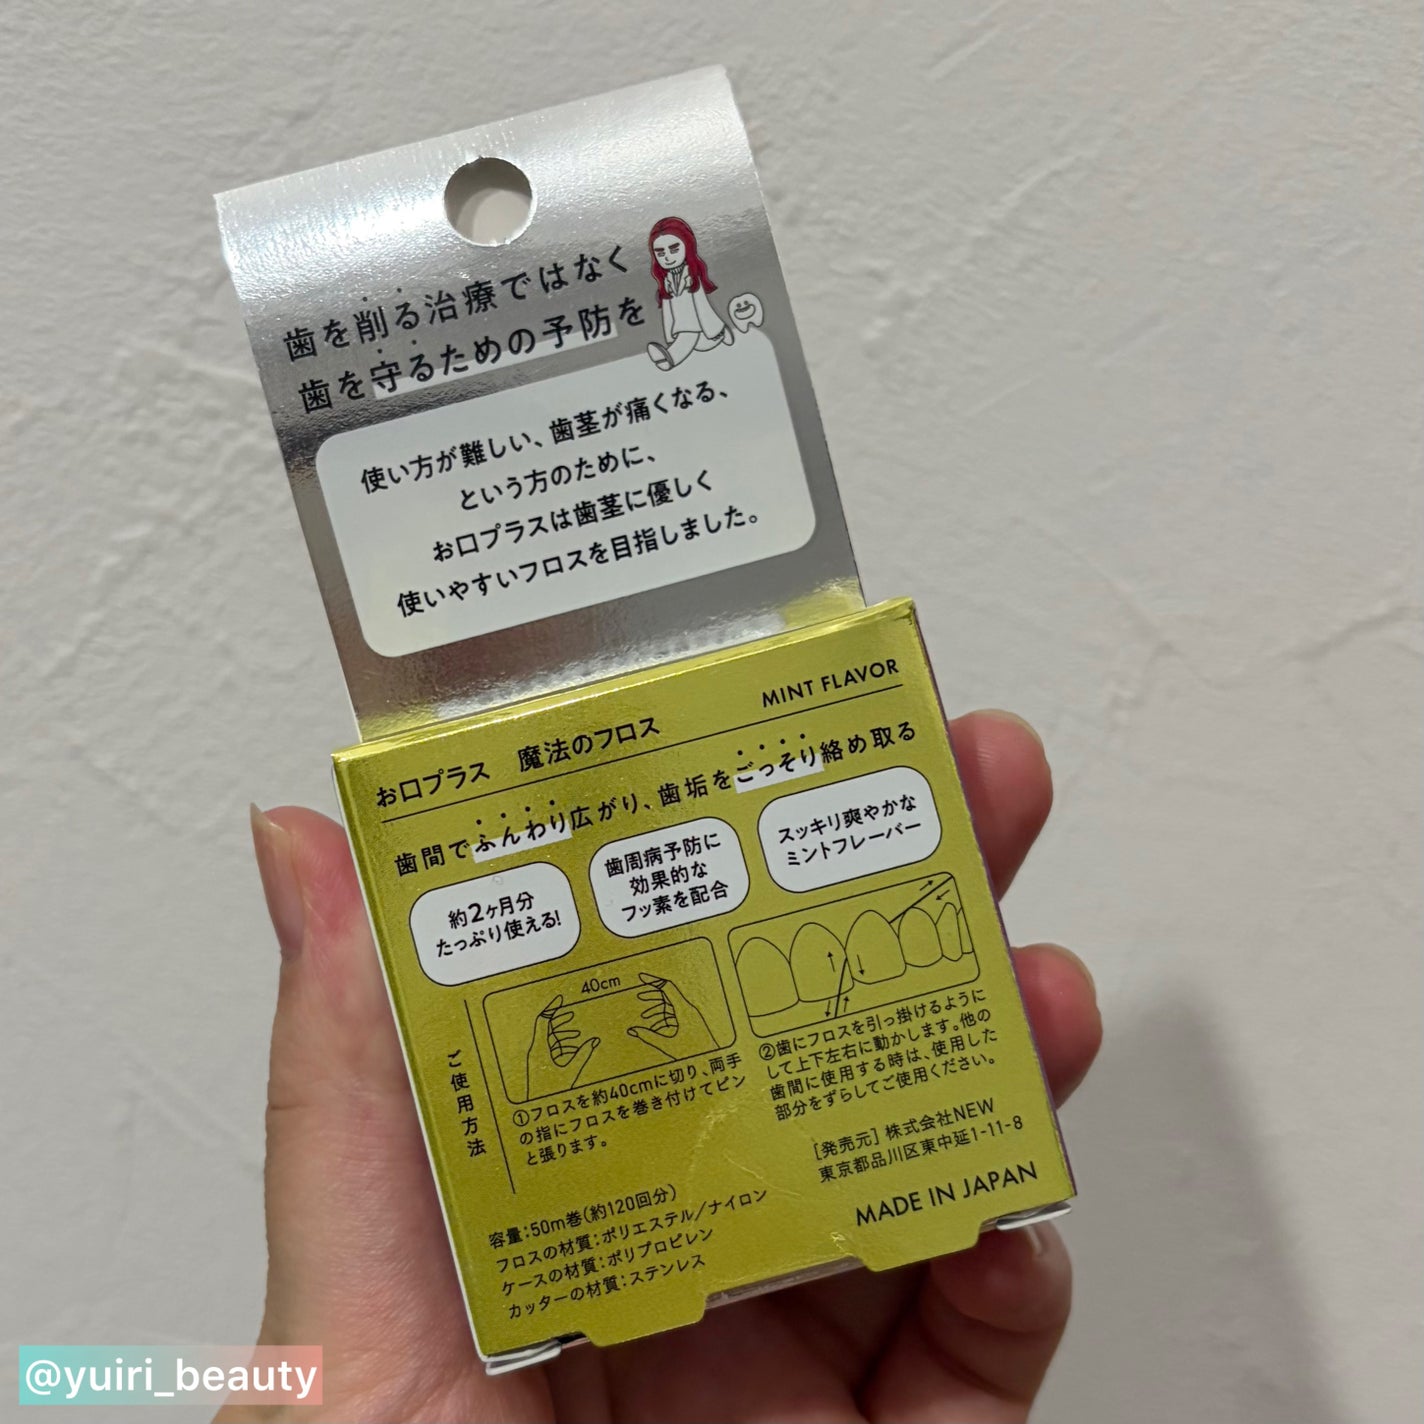 歯を削る治療ではなく
歯を守るための予防を
使い方が難しい、歯茎が痛くなる、
という方のために、
お口プラスは歯茎に優しく
使いやすいフロスを目指しました。
お口プラス 魔法のフロス
MINT FLAVOR
歯間でふんわり広がり、歯垢をごっそり絡め取る
約2ヶ月分
たっぷり使える!
歯周病予防に
効果的な
フッ素を配合
スッキリ爽やかな
ミントフレーバー
ご使用方法
40cm
①フロスを約40cmに切り、両手
の指にフロスを巻き付けてピン
と張ります。
②歯にフロスを引っ掛けるように
して上下左右に動かします。他の
歯間に使用する時は、使用した
部分をずらしてご使用ください。
[発売元] 株式会社NEW
東京都品川区東中延1-11-8
MADE IN JAPAN
容量:50m巻(約120回分)
フロスの材質:ポリエステル/ナイロン
ケースの材質:ポリプロピレン
カッターの材質:ステンレス
@yuiri_beauty